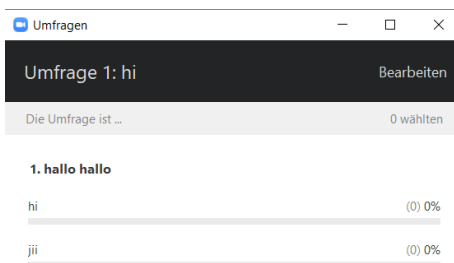 Umfragen
Umfrage 1: hi Bearbeiten
Die Umfrage ist ... 0 wählten
1. hallo hallo
hi (0) 0%
jii (0) 0%